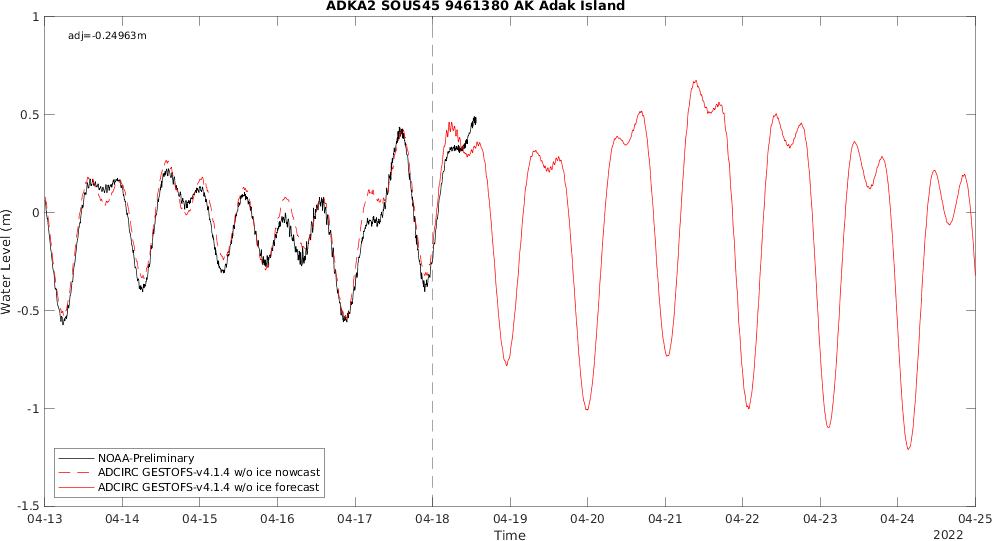 ADKA2 SOUS45 9461380 AK Adak Island
adj=-0.24963m
Water Level (m)
1
0.5
0
-0.5
-1
-1.5
NOAA-Preliminary
ADCIRC GESTOFS-v4.1.4 w/o ice nowcast
ADCIRC GESTOFS-v4.1.4 w/o ice forecast
04-13 04-14 04-15 04-16 04-17 04-18 04-19 04-20 04-21 04-22 04-23 04-24 04-25
Time
2022